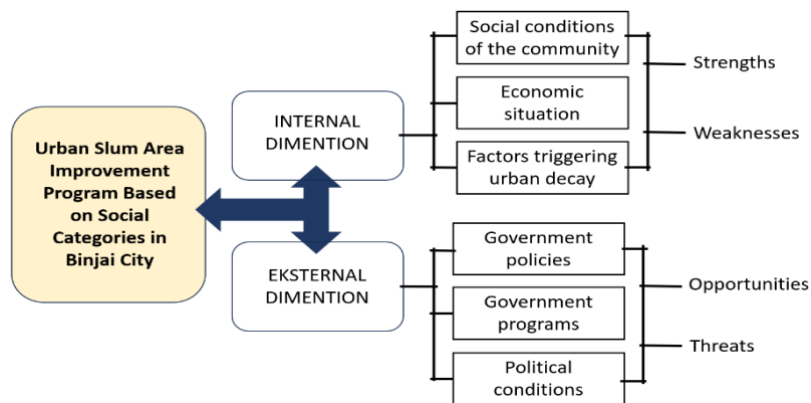 Urban Slum Area
Improvement
Program Based
on Social
Categories in
Binjai City
INTERNAL
DIMENTION
Social conditions
of the community
Economic
situation
Factors triggering
urban decay
Strengths
Weaknesses
EKSTERNAL
DIMENTION
Government
policies
Government
programs
Political
conditions
Opportunities
Threats